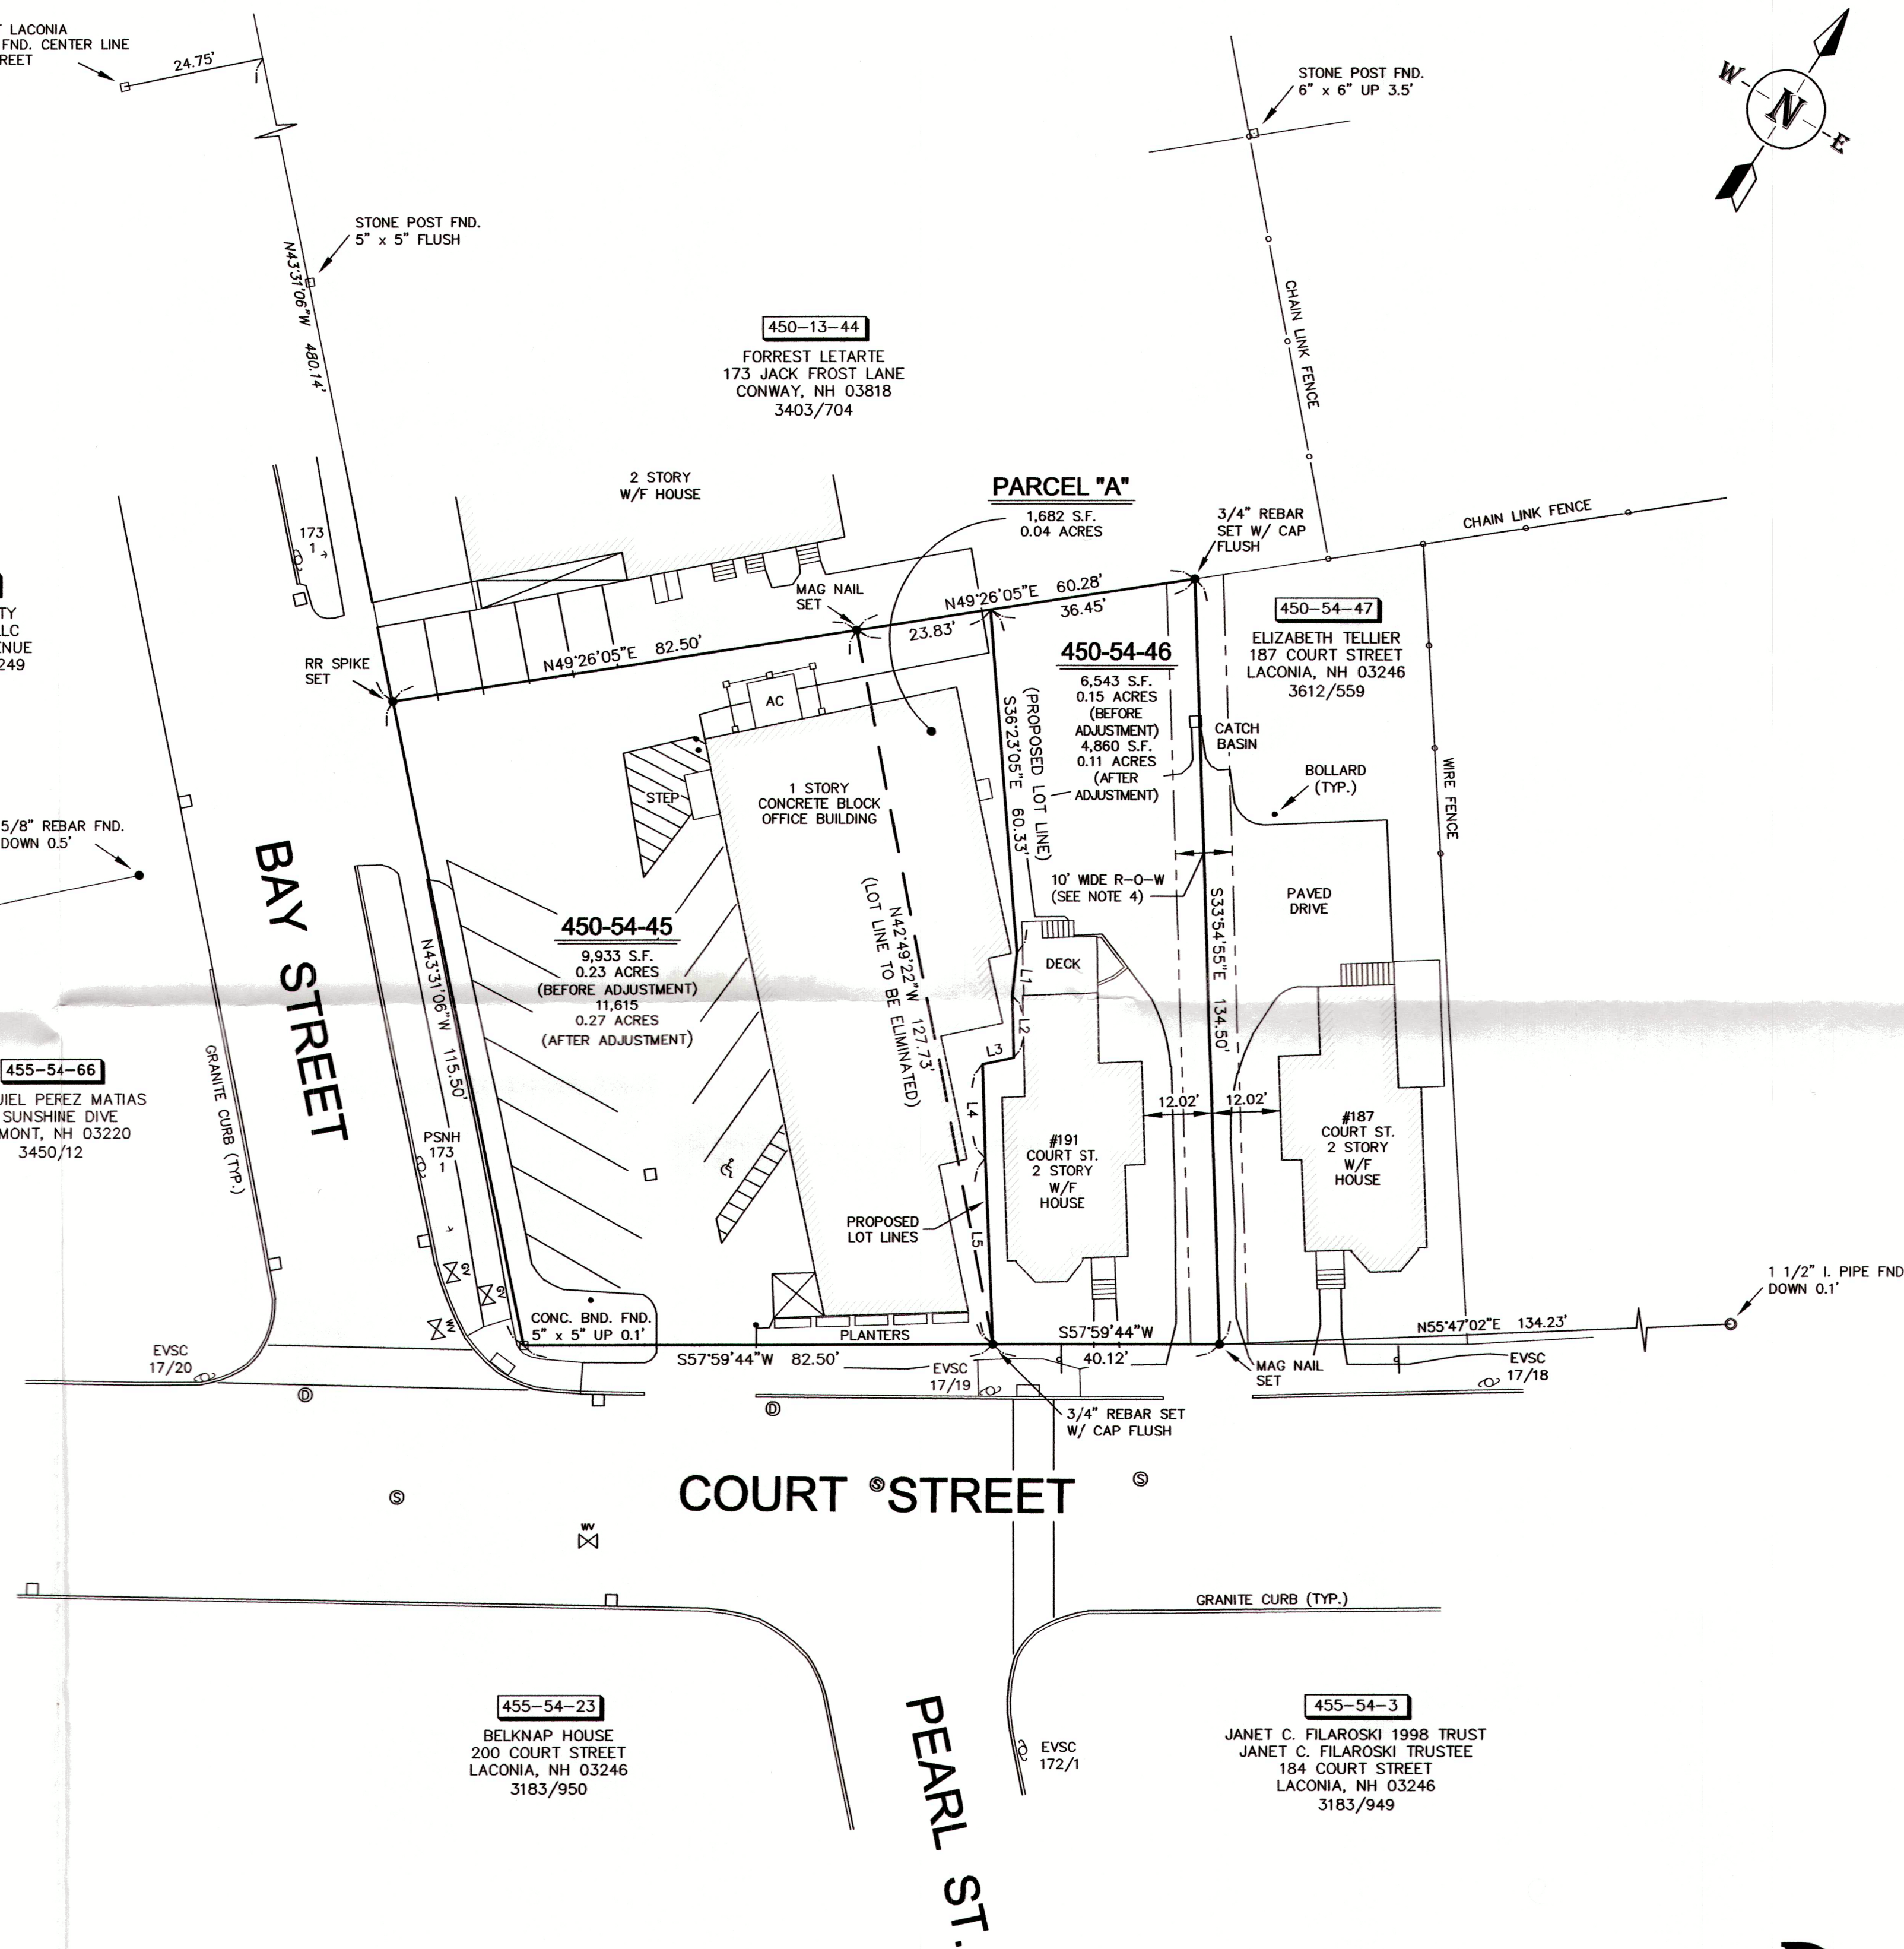 LACONIA
FND. CENTER LINE
REET
24.75'
STONE POST FND.
6" x 6" UP 3.5'
W
N
E
STONE POST FND.
5" x 5" FLUSH
N43°31'06"W 480.14'
CHAIN LINK FENCE
450-13-44
FORREST LETARTE
173 JACK FROST LANE
CONWAY, NH 03818
3403/704
2 STORY
W/F HOUSE
PARCEL "A"
1,682 S.F.
0.04 ACRES
3/4" REBAR
SET W/ CAP
FLUSH
CHAIN LINK FENCE
173
1
MAG NAIL
SET
N49°26'05"E 60.28'
23.83'
36.45'
450-54-47
ELIZABETH TELLIER
187 COURT STREET
LACONIA, NH 03246
3612/559
TY
LC
NUE
249
RR SPIKE
SET
N49°26'05"E 82.50'
450-54-46
6,543 S.F.
0.15 ACRES
(BEFORE
ADJUSTMENT)
4,860 S.F.
0.11 ACRES
(AFTER
ADJUSTMENT)
AC
(PROPOSED LOT LINE)
S36°23'05"E 60.33'
CATCH
BASIN
BOLLARD
(TYP.)
WIRE FENCE
STEP
1 STORY
CONCRETE BLOCK
OFFICE BUILDING
5/8" REBAR FND.
DOWN 0.5'
BAY STREET
10' WIDE R-O-W
(SEE NOTE 4)
PAVED
DRIVE
450-54-45
9,933 S.F.
0.23 ACRES
(BEFORE ADJUSTMENT)
11,615
0.27 ACRES
(AFTER ADJUSTMENT)
N42°49'22"W 127.73'
(LOT LINE TO BE ELIMINATED)
S33°54'55"E 134.50'
DECK
L1
L2
L3
L4
L5
N43°31'06"W 115.50'
GRANITE CURB (TYP.)
455-54-66
UIEL PEREZ MATIAS
SUNSHINE DIVE
MONT, NH 03220
3450/12
PSNH
173
1
12.02'
12.02'
#191
COURT ST.
2 STORY
W/F
HOUSE
#187
COURT ST.
2 STORY
W/F
HOUSE
PROPOSED
LOT LINES
GV
GV
WV
CONC. BND. FND.
5" x 5" UP 0.1'
PLANTERS
1 1/2" I. PIPE FND
DOWN 0.1'
S57°59'44"W 82.50'
S57°59'44"W
40.12'
N55°47'02"E 134.23'
EVSC
17/20
EVSC
17/19
MAG NAIL
SET
EVSC
17/18
D
D
3/4" REBAR SET
W/ CAP FLUSH
COURT STREET
S
S
S
WV
GRANITE CURB (TYP.)
455-54-23
BELKNAP HOUSE
200 COURT STREET
LACONIA, NH 03246
3183/950
PEARL ST.
EVSC
172/1
455-54-3
JANET C. FILAROSKI 1998 TRUST
JANET C. FILAROSKI TRUSTEE
184 COURT STREET
LACONIA, NH 03246
3183/949